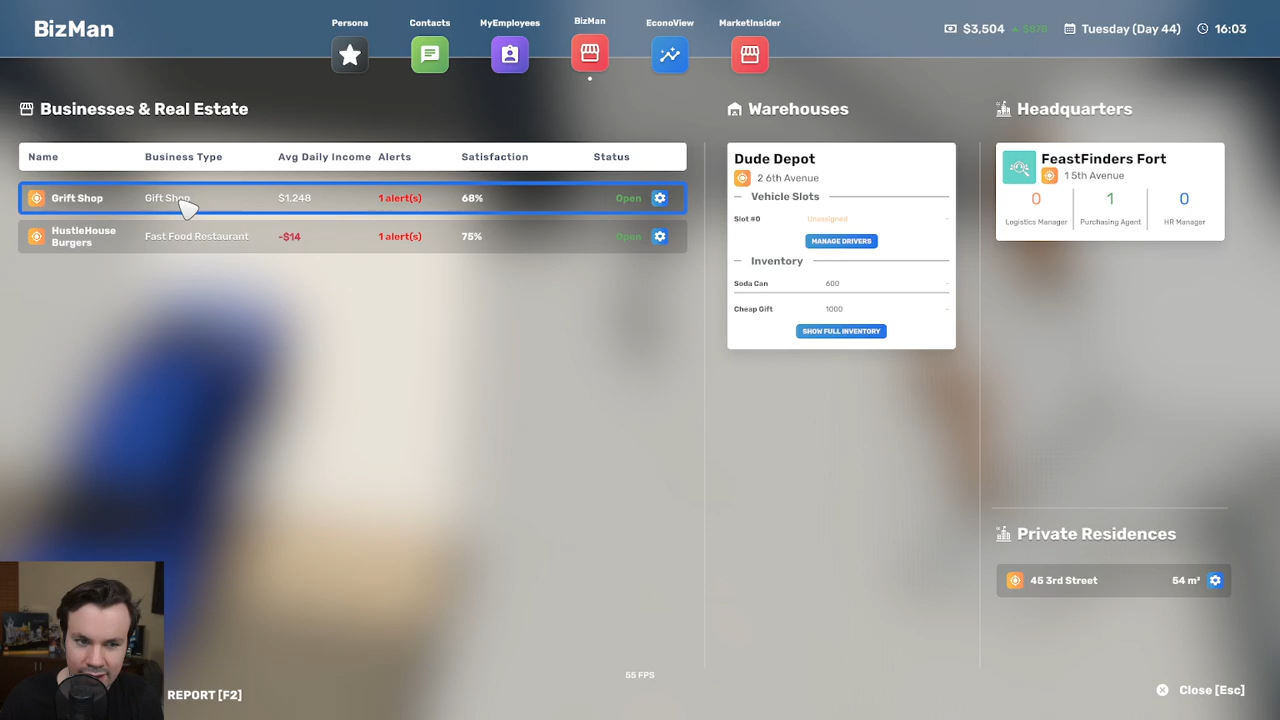 BizMan
Persona
Contacts
MyEmployees
BizMan
EconoView
MarketInsider
$3,504 $875
Tuesday (Day 44)
16:03
Businesses & Real Estate
Name Business Type Avg Daily Income Alerts Satisfaction Status
Grift Shop Gift Shop $1,248 1 alert(s) 68% Open
HustleHouse
Burgers
Fast Food Restaurant -$14 1 alert(s) 75% Open
Warehouses
Dude Depot
2 6th Avenue
Vehicle Slots
Slot #0 Unassigned
MANAGE DRIVERS
Inventory
Soda Can 600 -
Cheap Gift 1000 -
SHOW FULL INVENTORY
Headquarters
FeastFinders Fort
1 5th Avenue
0 1 0
Logistics Manager Purchasing Agent HR Manager
Private Residences
45 3rd Street 54 m²
55 FPS
REPORT [F2]
Close [Esc]